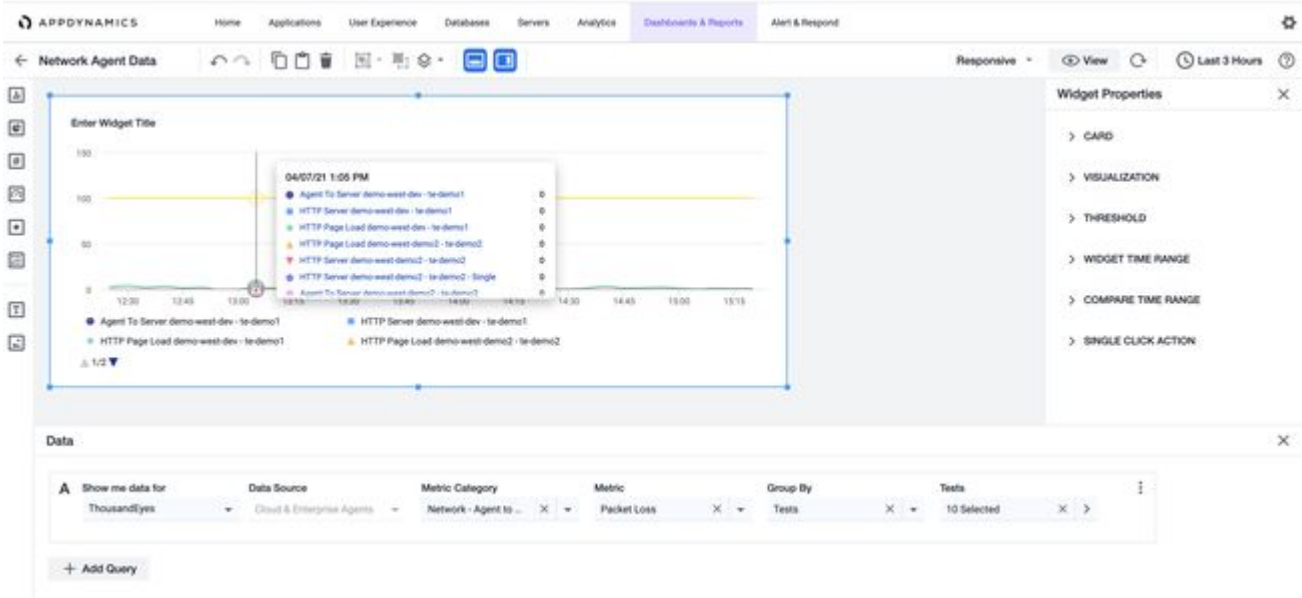 APPDYNAMICS Home Applications User Experience Databases Servers Analytics Dashboards & Reports Alert & Respond
Network Agent Data Responsive View Last 3 Hours
Widget Properties
Enter Widget Title
CARD
VISUALIZATION
THRESHOLD
WIDGET TIME RANGE
COMPARE TIME RANGE
SINGLE CLICK ACTION
150
100
50
0
04/07/21 1:05 PM
Agent To Server demo-west-dev - te-demo1 0
HTTP Server demo-west-dev - te-demo1 0
HTTP Page Load demo-west-dev - te-demo1 0
HTTP Page Load demo-west-demo2 - te-demo2 0
HTTP Server demo-west-demo2 - te-demo2 0
HTTP Server demo-west-demo2 - te-demo2 - Single 0
Agent To Server demo-west-demo2 - te-demo2 0
12:30 12:45 13:00 13:15 13:30 13:45 14:00 14:15 14:30 14:45 15:00 15:15
Agent To Server demo-west-dev - te-demo1 HTTP Server demo-west-dev - te-demo1
HTTP Page Load demo-west-dev - te-demo1 HTTP Page Load demo-west-demo2 - te-demo2
1/2
Data
A Show me data for Data Source Metric Category Metric Group By Tests
ThousandEyes Cloud & Enterprise Agents Network - Agent to ... Packet Loss Tests 10 Selected
+ Add Query